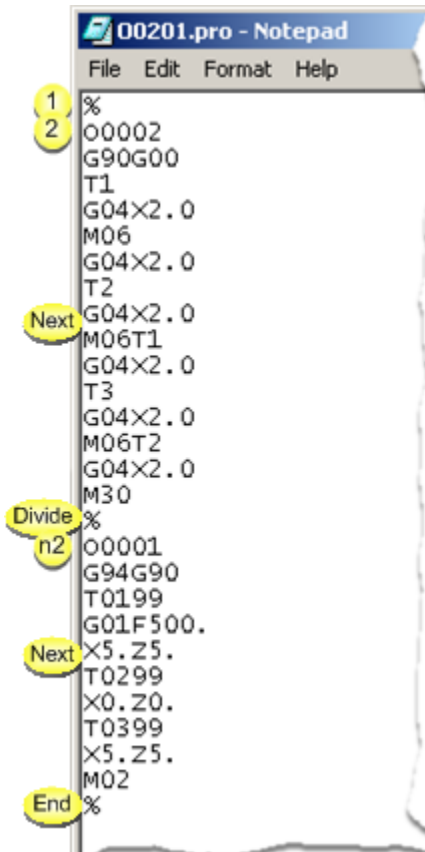 O0201.pro - Notepad
File Edit Format Help
1 %
2 O0002
G90G00
T1
G04X2.0
M06
G04X2.0
T2
Next G04X2.0
M06T1
G04X2.0
T3
G04X2.0
M06T2
G04X2.0
M30
Divide %
n2 O0001
G94G90
T0199
G01F500.
Next X5.Z5.
T0299
X0.Z0.
T0399
X5.Z5.
M02
End %